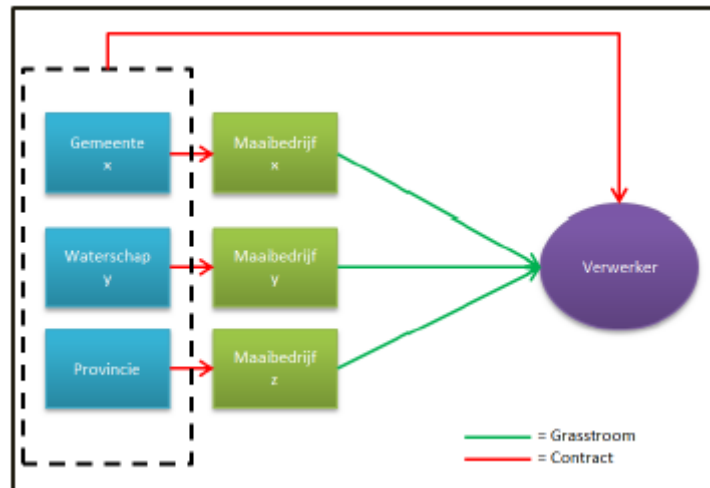 Gemeente
x
Maaibedrijf
x
Waterschap
y
Maaibedrijf
y
Verwerker
Provincie
Maaibedrijf
z
= Grasstroom
= Contract